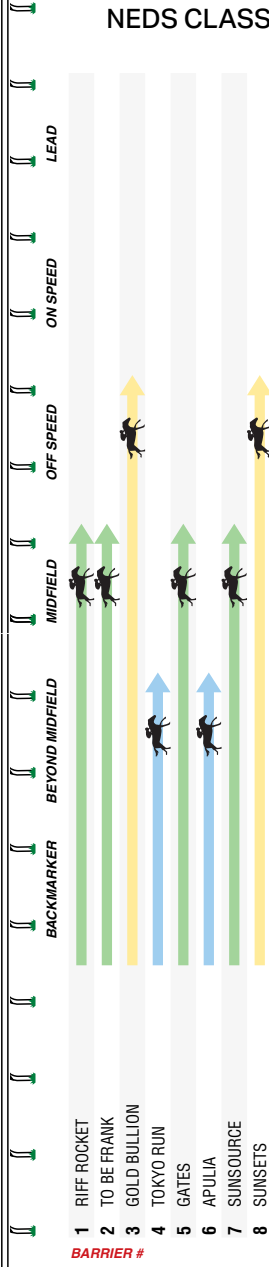 NEDS CLASS
LEAD
ON SPEED
OFF SPEED
MIDFIELD
BEYOND MIDFIELD
BACKMARKER
1 RIFF ROCKET
2 TO BE FRANK
3 GOLD BULLION
4 TOKYO RUN
5 GATES
6 APULIA
7 SUNSOURCE
8 SUNSETS
BARRIER #